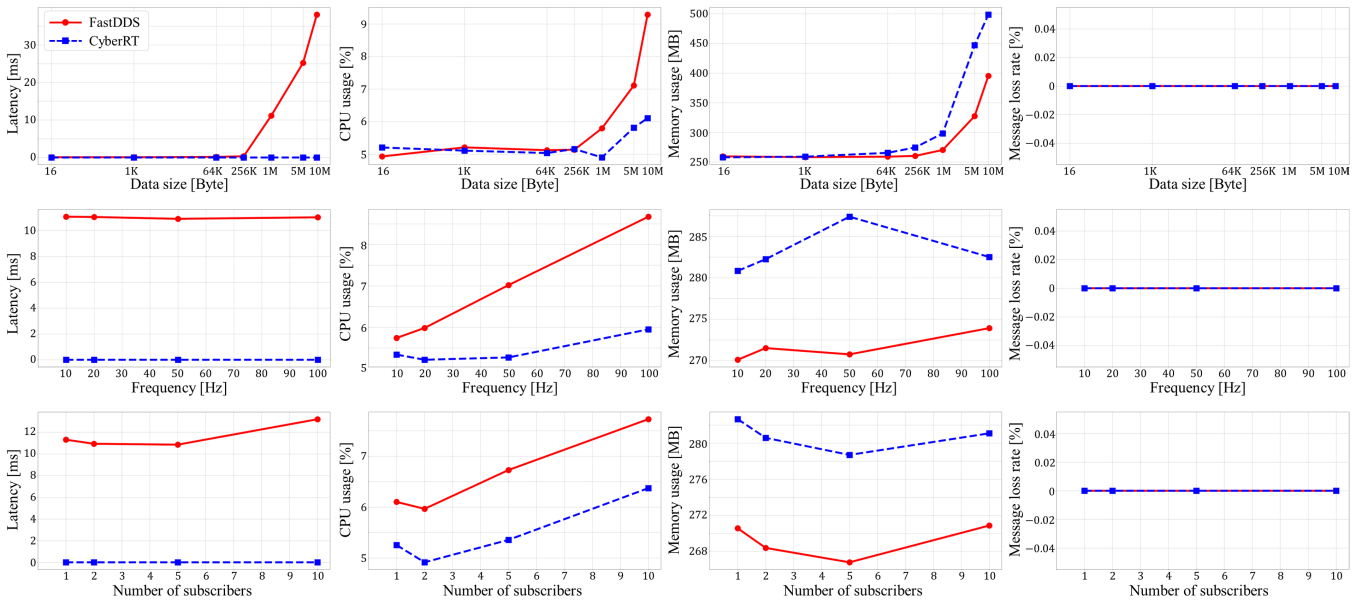 FastDDS
CyberRT
Latency [ms]
30
20
10
0
16 1K 64K 256K 1M 5M 10M
Data size [Byte]
CPU usage [%]
9
8
7
6
5
16 1K 64K 256K 1M 5M 10M
Data size [Byte]
Memory usage [MB]
500
450
400
350
300
250
16 1K 64K 256K 1M 5M 10M
Data size [Byte]
Message loss rate [%]
0.04
0.02
0
−0.02
−0.04
16 1K 64K 256K 1M 5M 10M
Data size [Byte]
Latency [ms]
10
8
6
4
2
0
10 20 30 40 50 60 70 80 90 100
Frequency [Hz]
CPU usage [%]
8
7
6
5
10 20 30 40 50 60 70 80 90 100
Frequency [Hz]
Memory usage [MB]
285
280
275
270
10 20 30 40 50 60 70 80 90 100
Frequency [Hz]
Message loss rate [%]
0.04
0.02
0
−0.02
−0.04
10 20 30 40 50 60 70 80 90 100
Frequency [Hz]
Latency [ms]
12
10
8
6
4
2
0
1 2 3 4 5 6 7 8 9 10
Number of subscribers
CPU usage [%]
7
6
5
1 2 3 4 5 6 7 8 9 10
Number of subscribers
Memory usage [MB]
280
276
272
268
1 2 3 4 5 6 7 8 9 10
Number of subscribers
Message loss rate [%]
0.04
0.02
0
−0.02
−0.04
1 2 3 4 5 6 7 8 9 10
Number of subscribers